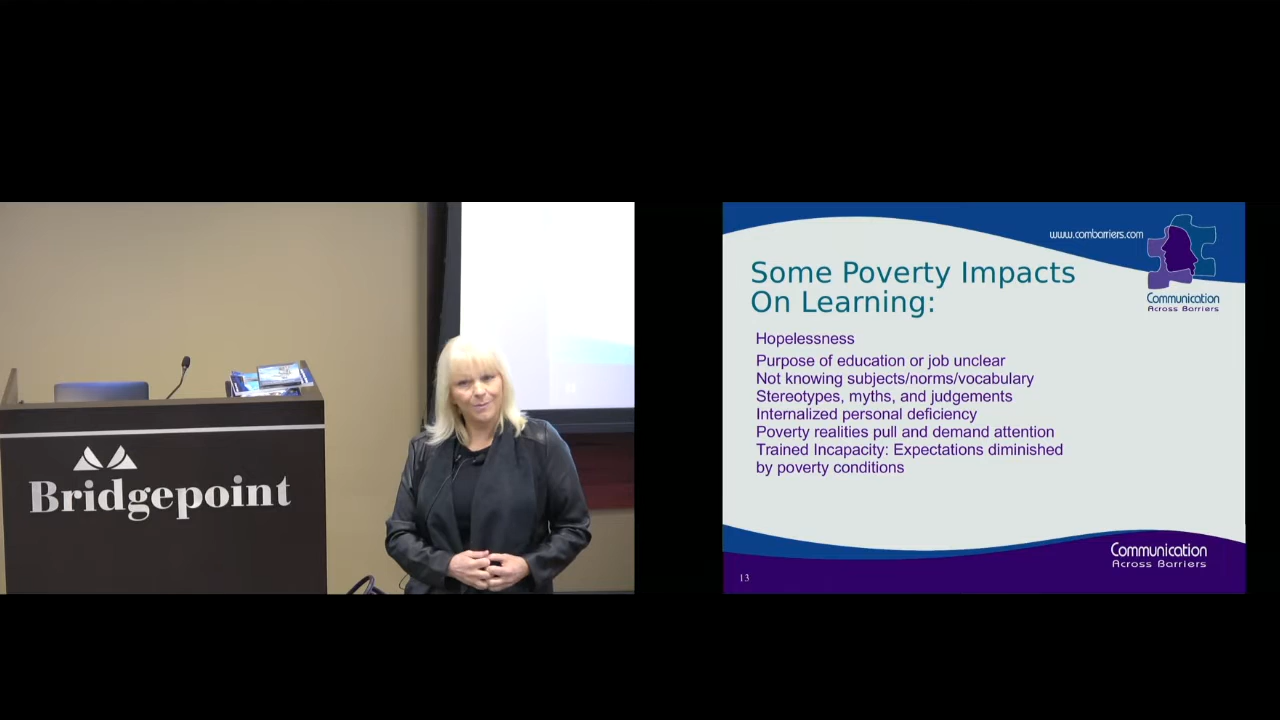 Bridgepoint
www.combarriers.com
Communication
Across Barriers
Some Poverty Impacts
On Learning:
Hopelessness
Purpose of education or job unclear
Not knowing subjects/norms/vocabulary
Stereotypes, myths, and judgements
Internalized personal deficiency
Poverty realities pull and demand attention
Trained Incapacity: Expectations diminished
by poverty conditions
Communication
Across Barriers
13